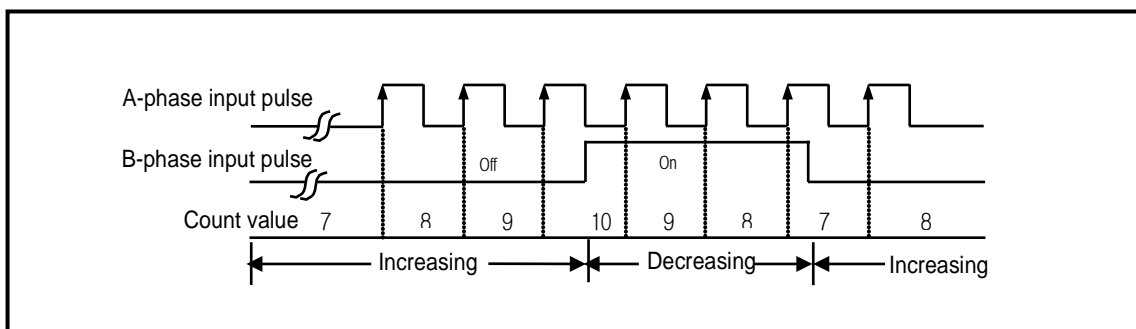 A-phase input pulse
B-phase input pulse
Off
On
Count value
7
8
9
10
9
8
7
8
Increasing
Decreasing
Increasing